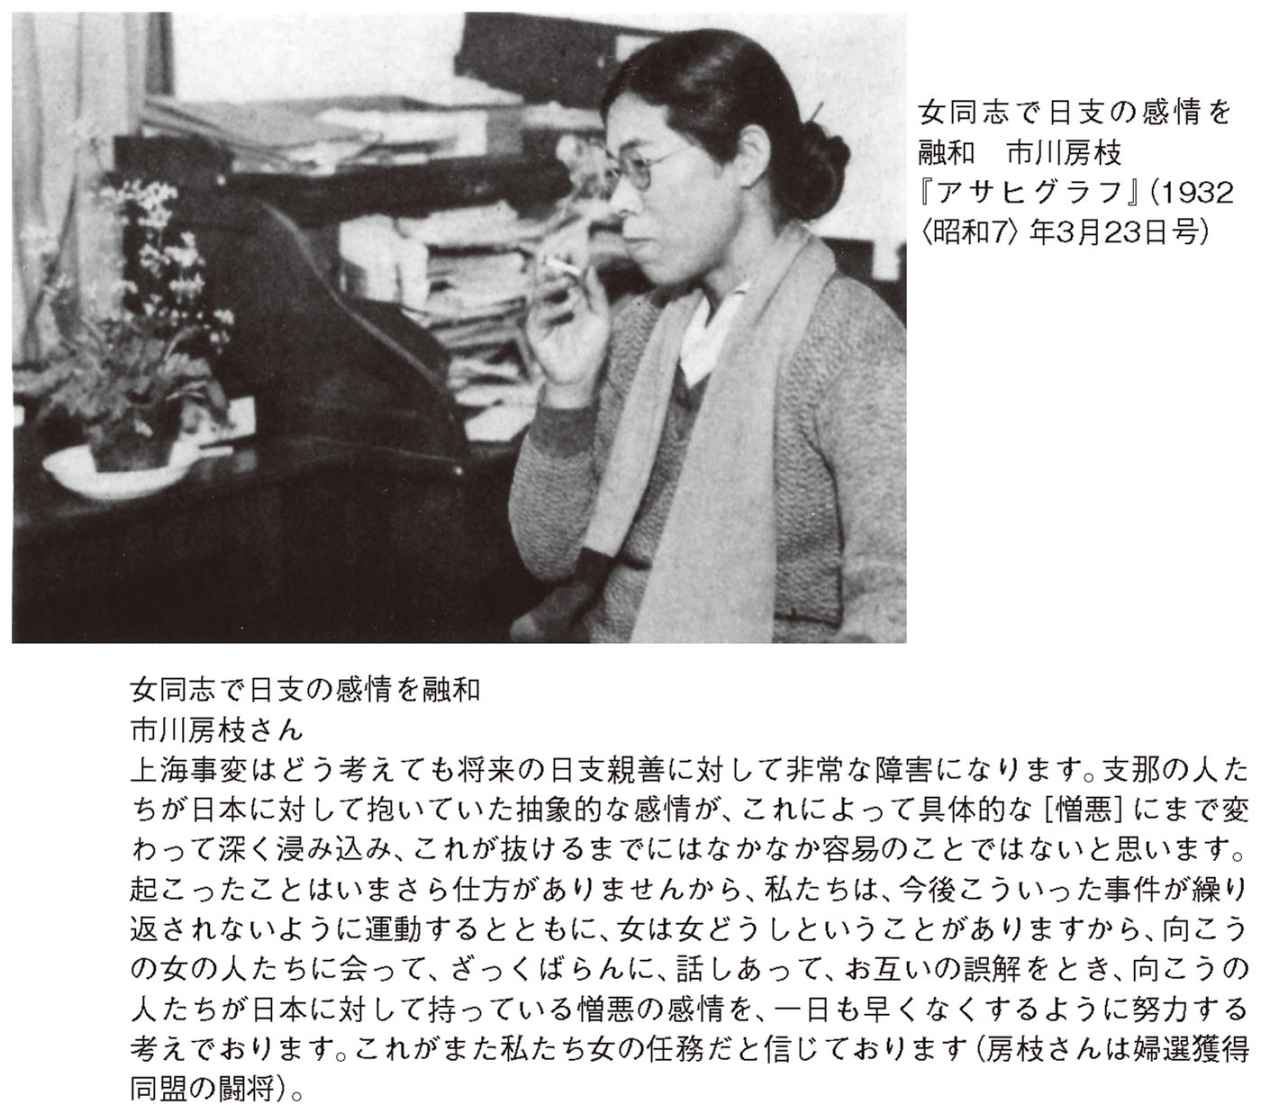 女同志で日支の感情を
融和　市川房枝
『アサヒグラフ』（1932
〈昭和7〉年3月23日号）
女同志で日支の感情を融和
市川房枝さん
上海事変はどう考えても将来の日支親善に対して非常な障害になります。支那の人た
ちが日本に対して抱いていた抽象的な感情が、これによって具体的な［憎悪］にまで変
わって深く浸み込み、これが抜けるまでにはなかなか容易のことではないと思います。
起こったことはいまさら仕方がありませんから、私たちは、今後こういった事件が繰り
返されないように運動するとともに、女は女どうしということがありますから、向こう
の女の人たちに会って、ざっくばらんに、話しあって、お互いの誤解をとき、向こうの
人たちが日本に対して持っている憎悪の感情を、一日も早くなくするように努力する
考えでおります。これがまた私たち女の任務だと信じております（房枝さんは婦選獲得
同盟の闘将）。